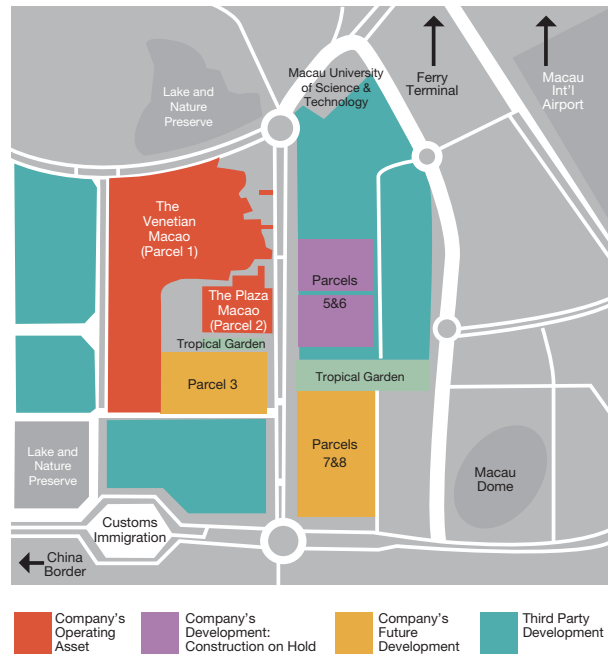 Macau University
of Science &
Technology
Ferry
Terminal
Macau
Int'l
Airport
Lake and
Nature
Preserve
The
Venetian
Macao
(Parcel 1)
The Plaza
Macao
(Parcel 2)
Parcels
5&6
Tropical Garden
Parcel 3
Tropical Garden
Parcels
7&8
Lake and
Nature
Preserve
Macau
Dome
Customs
Immigration
China
Border
Company's
Operating
Asset
Company's
Development:
Construction on Hold
Company's
Future
Development
Third Party
Development